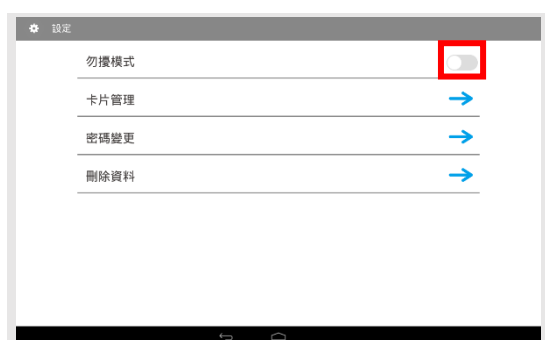 設定
勿擾模式
卡片管理
密碼變更
刪除資料